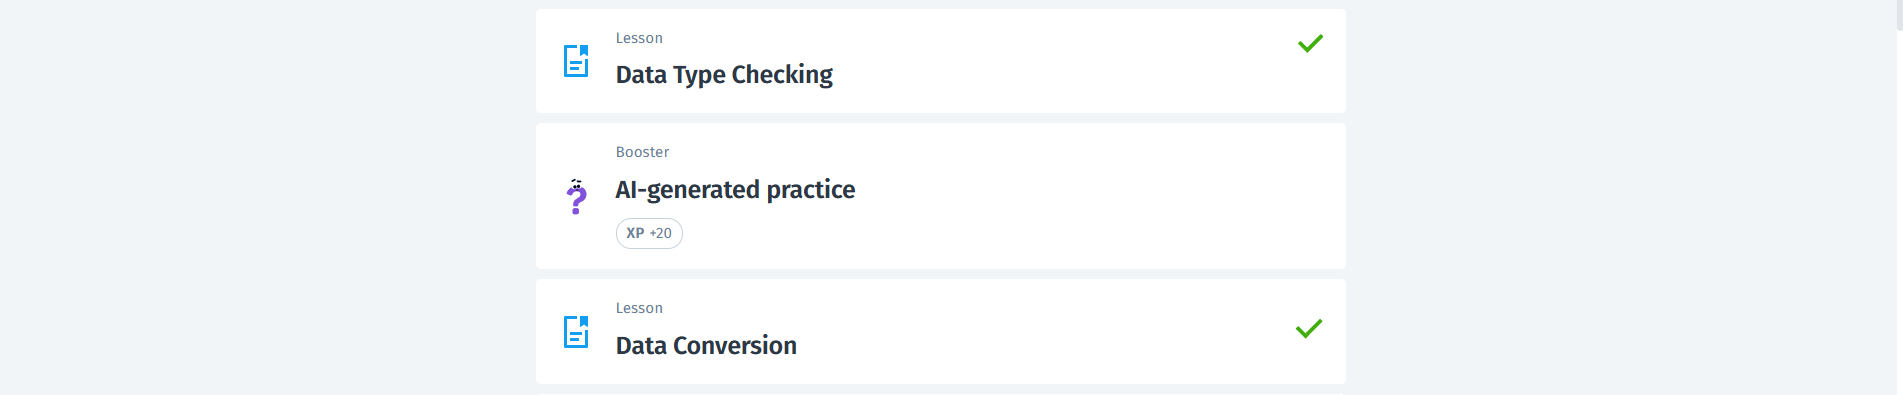 Lesson
Data Type Checking
Booster
AI-generated practice
XP +20
Lesson
Data Conversion